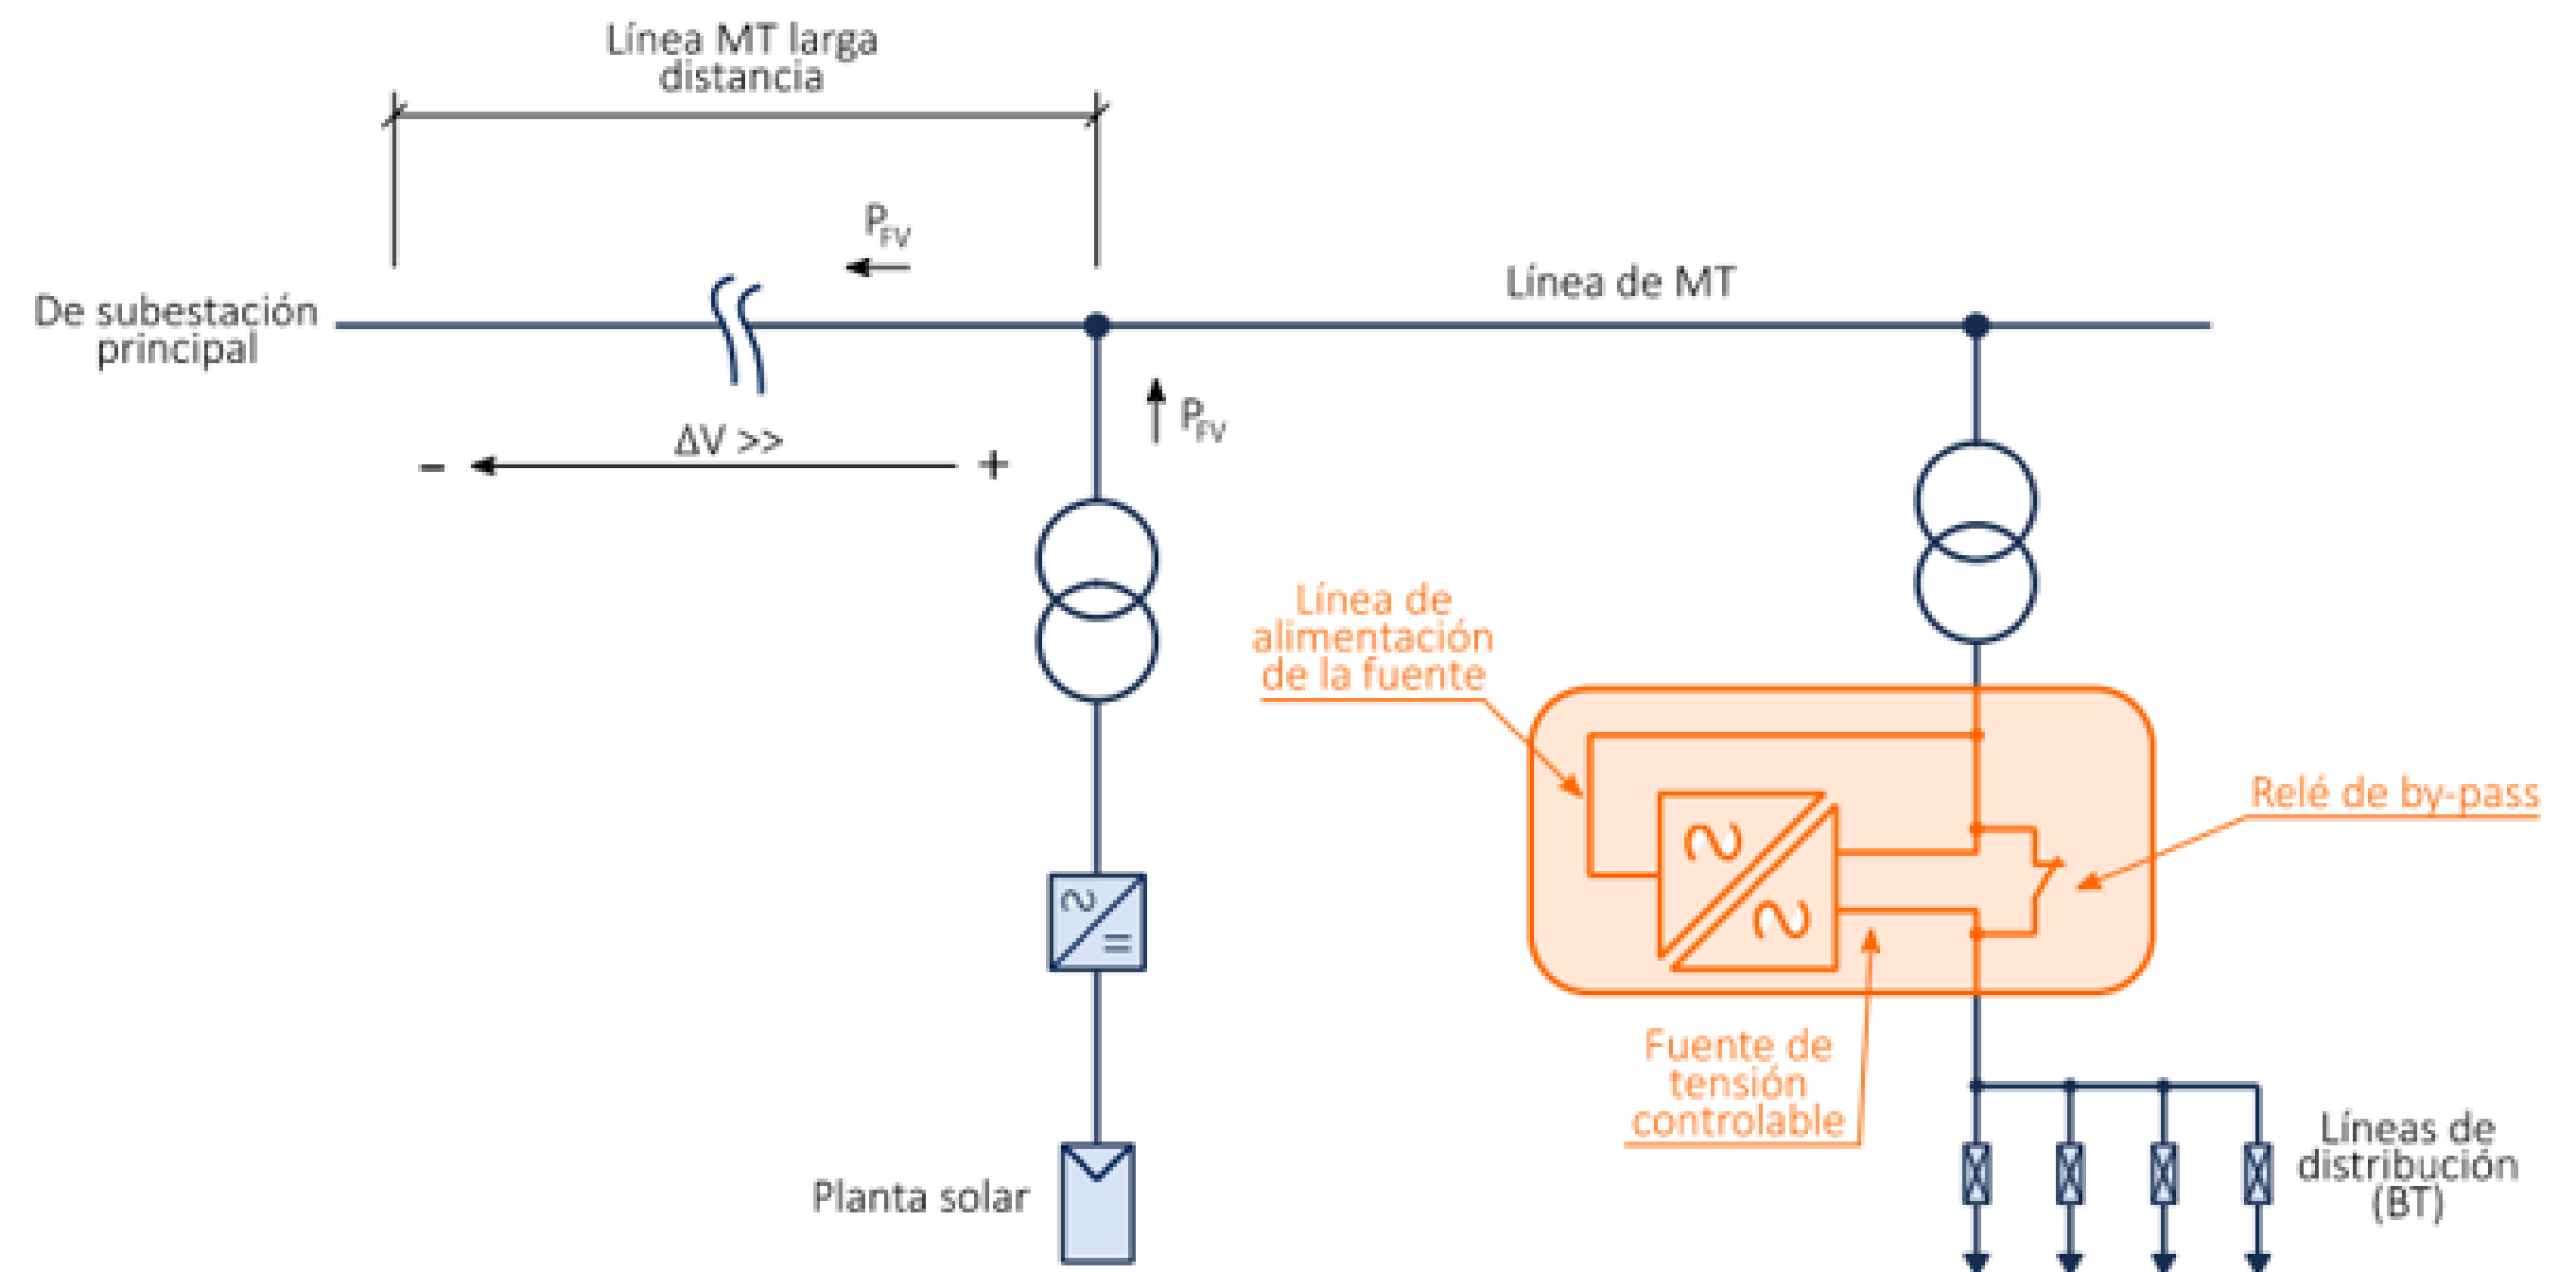 Línea MT larga
distancia
P_FV
De subestación
principal
Línea de MT
ΔV >>
- +
P_FV
Línea de
alimentación
de la fuente
Relé de by-pass
Fuente de
tensión
controlable
Planta solar
Líneas de
distribución
(BT)